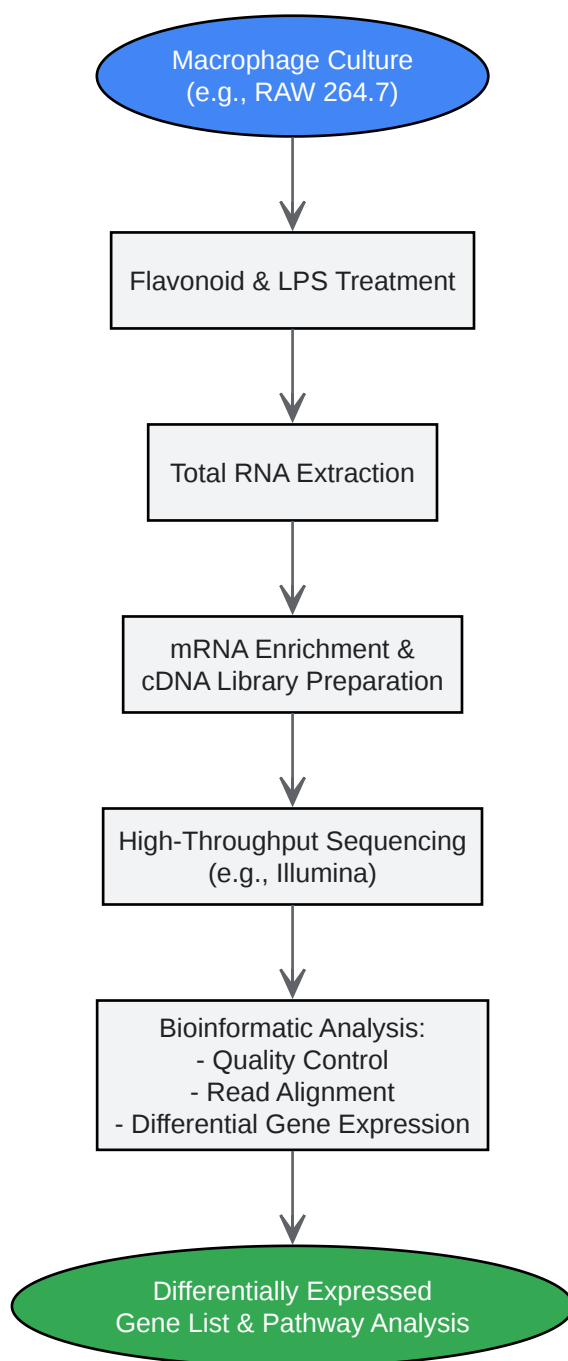 Macrophage Culture
(e.g., RAW 264.7)
Flavonoid & LPS Treatment
Total RNA Extraction
mRNA Enrichment &
cDNA Library Preparation
High-Throughput Sequencing
(e.g., Illumina)
Bioinformatic Analysis:
- Quality Control
- Read Alignment
- Differential Gene Expression
Differentially Expressed
Gene List & Pathway Analysis